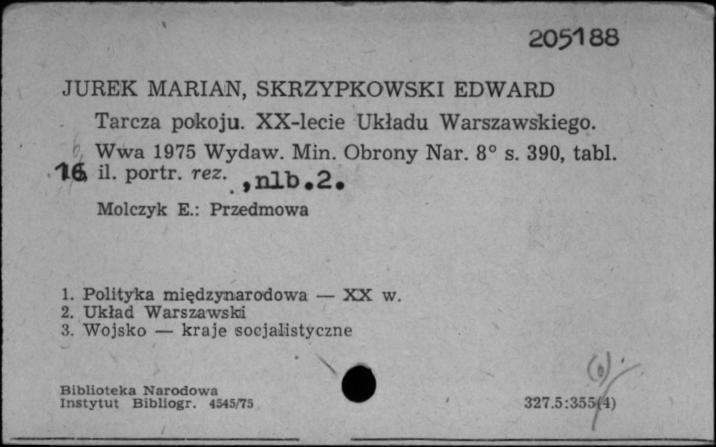 205188
JUREK MARIAN, SKRZYPKOWSKI EDWARD
Tarcza pokoju. XX-lecie Układu Warszawskiego.
Wwa 1975 Wydaw. Min. Obrony Nar. 8° s. 390, tabl.
16, il. portr. rez. , nlb.2.
Molczyk E.: Przedmowa
1. Polityka międzynarodowa — XX w.
2. Układ Warszawski
3. Wojsko — kraje socjalistyczne
Biblioteka Narodowa
Instytut Bibliogr. 4545/75
327.5:355(4)